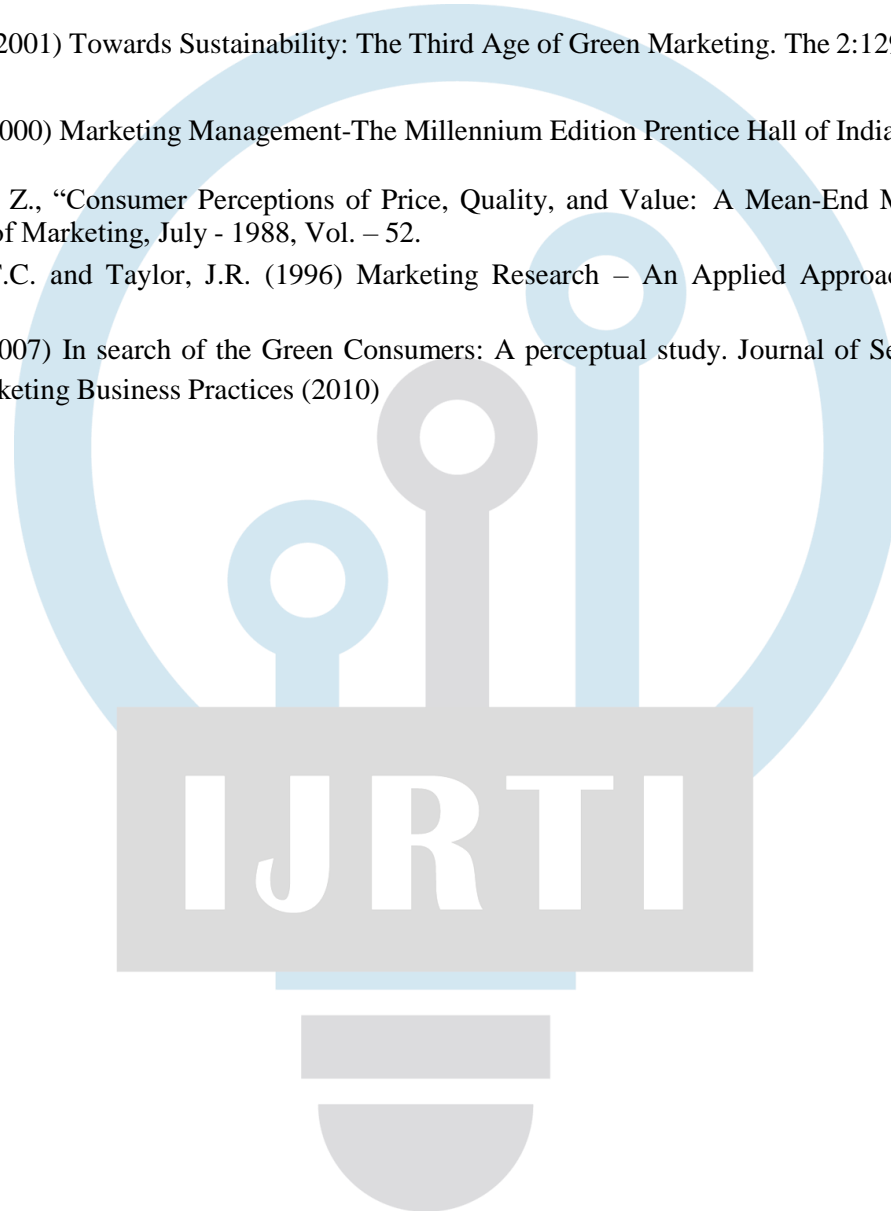 2001) Towards Sustainability: The Third Age of Green Marketing. The 2:129
000) Marketing Management-The Millennium Edition Prentice Hall of India
Z., “Consumer Perceptions of Price, Quality, and Value: A Mean-End M
of Marketing, July - 1988, Vol. – 52.
.C. and Taylor, J.R. (1996) Marketing Research – An Applied Approac
007) In search of the Green Consumers: A perceptual study. Journal of Se
keting Business Practices (2010)
IJRTI